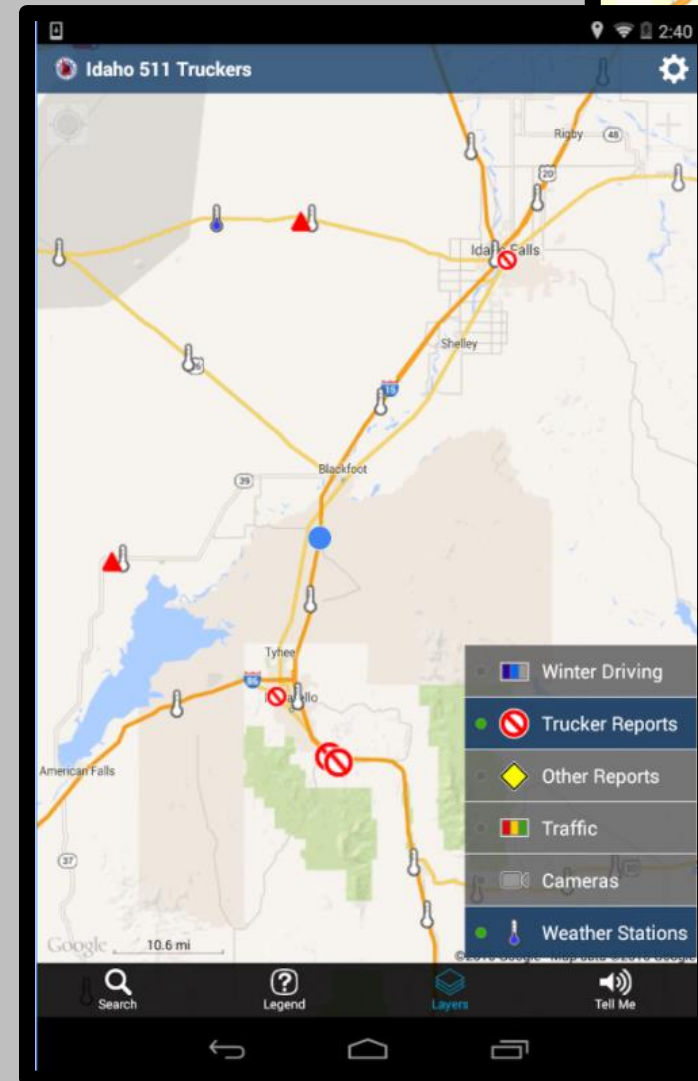 2:40
Idaho 511 Truckers
Rigby
48
20
Idaho Falls
Shelley
15
26
Blackfoot
39
Tyhee
86
American Falls
37
Winter Driving
Trucker Reports
Other Reports
Traffic
Cameras
Weather Stations
Google
10.6 mi
Search
Legend
Layers
Tell Me